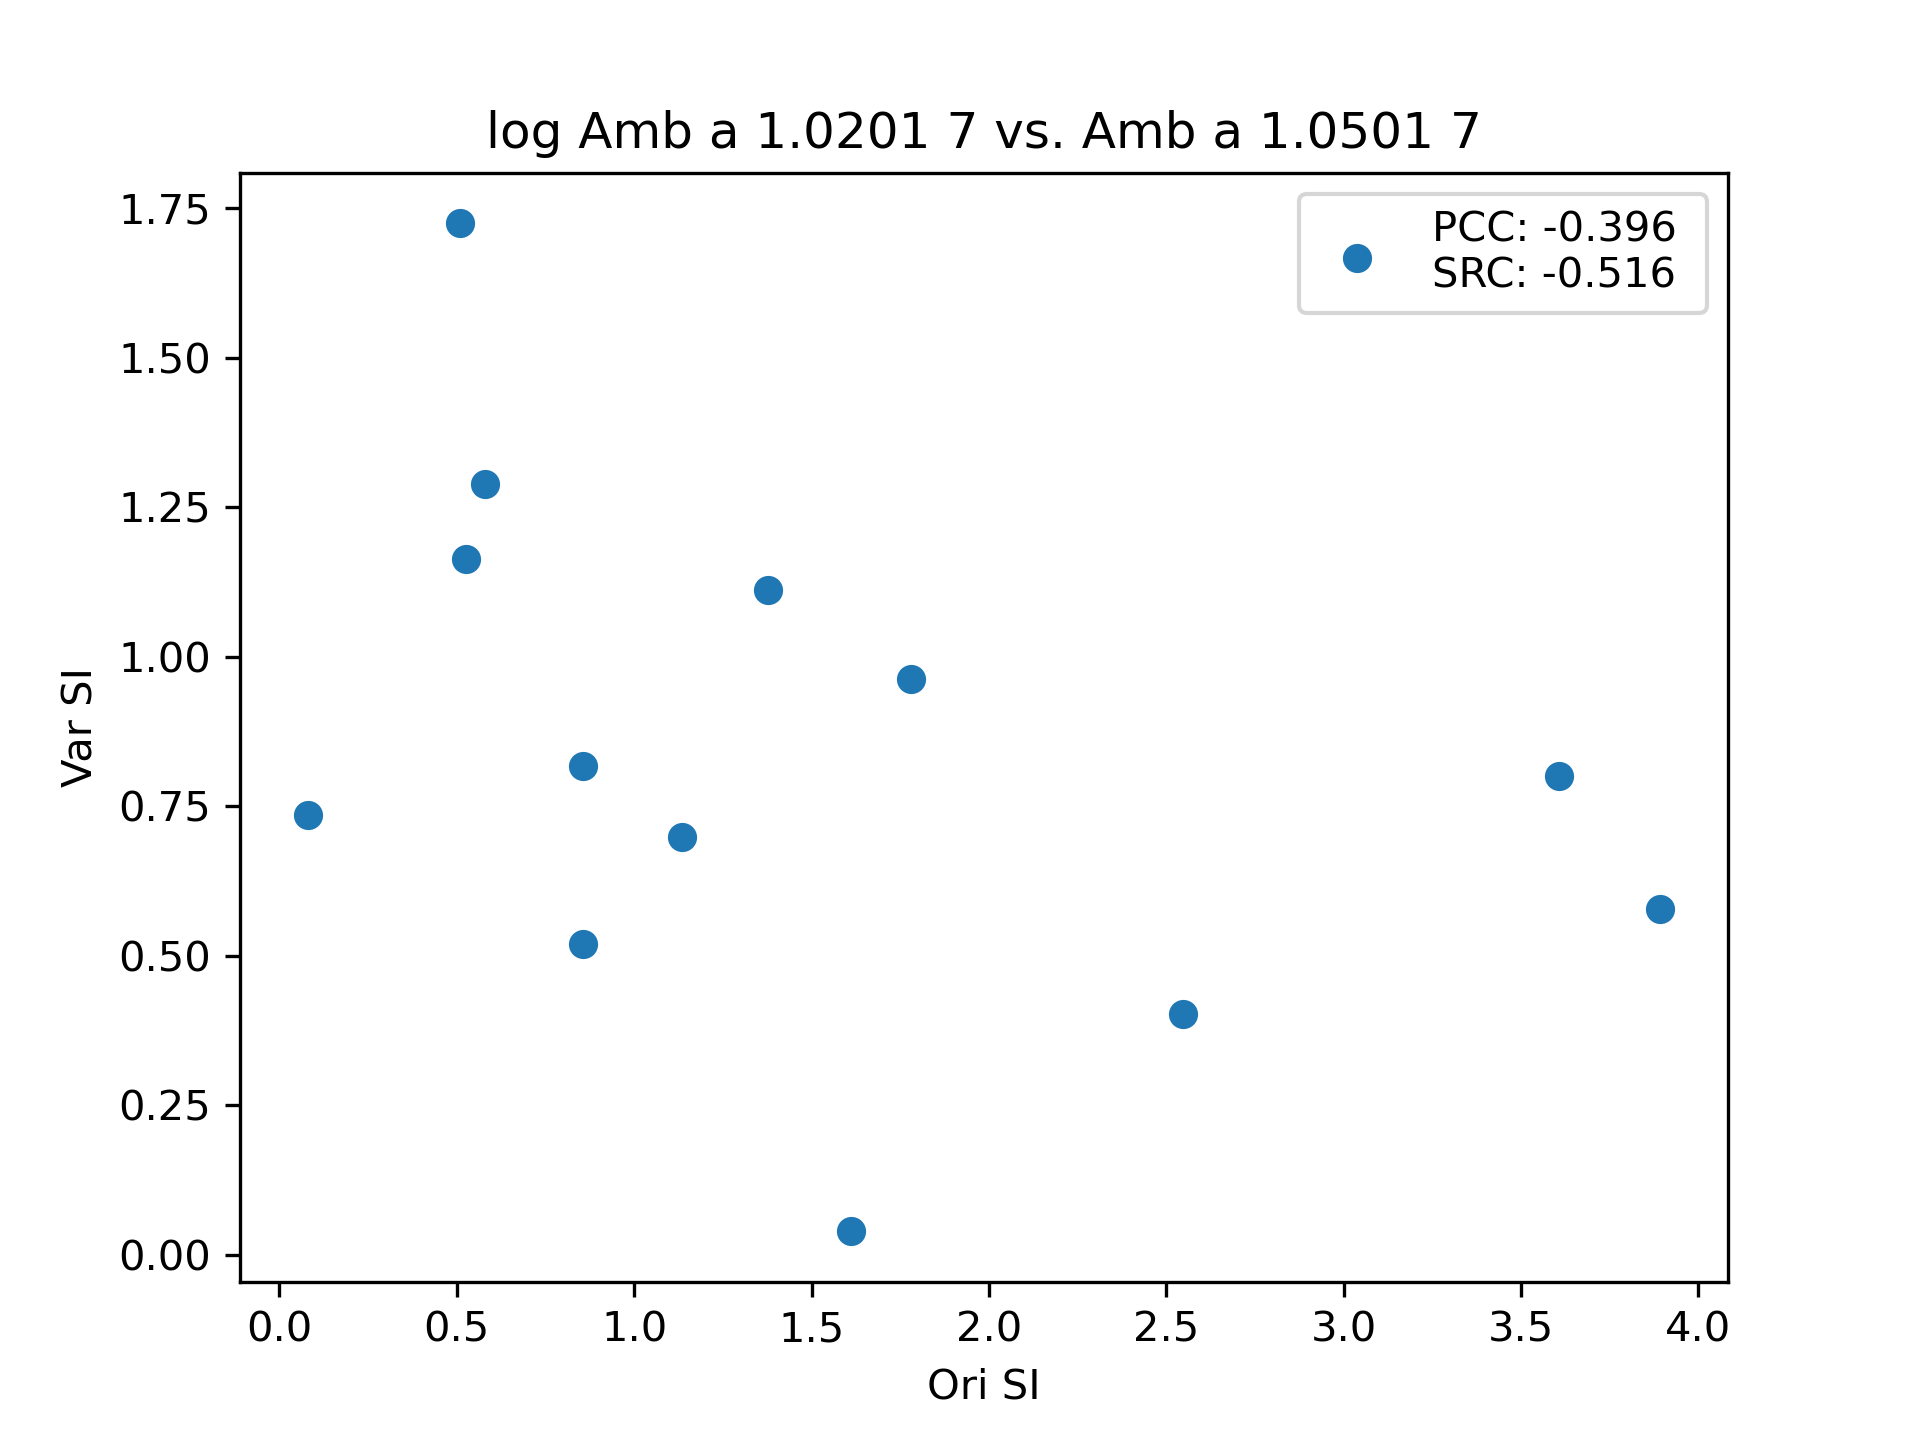 log Amb a 1.0201 7 vs. Amb a 1.0501 7
PCC: -0.396
SRC: -0.516
Var SI
1.75
1.50
1.25
1.00
0.75
0.50
0.25
0.00
0.0 0.5 1.0 1.5 2.0 2.5 3.0 3.5 4.0
Ori SI